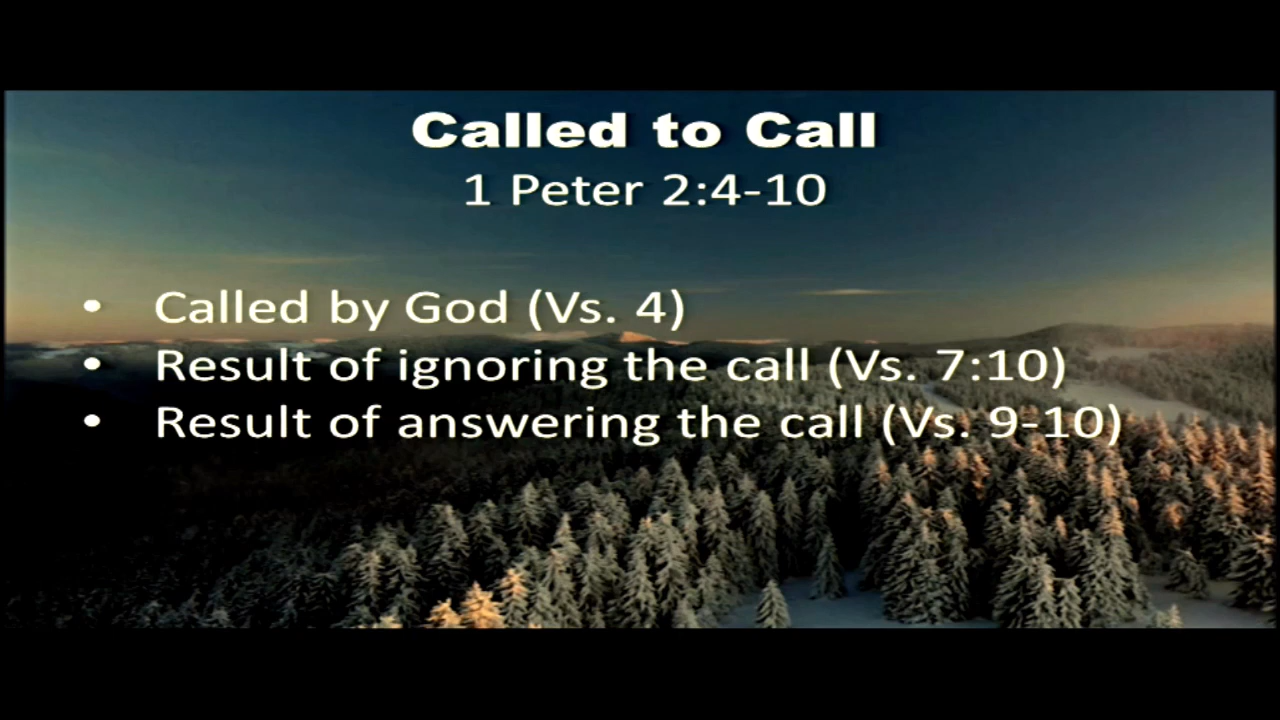 Called to Call
1 Peter 2:4-10
• Called by God (Vs. 4)
• Result of ignoring the call (Vs. 7:10)
• Result of answering the call (Vs. 9-10)